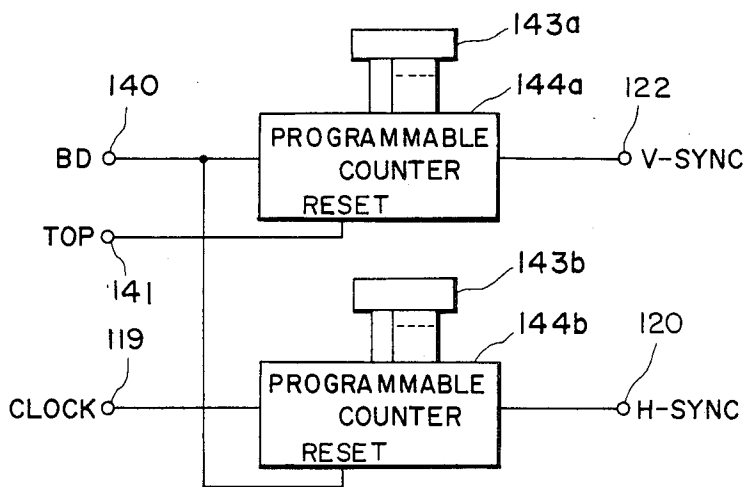 143a
140
144a
122
BD
PROGRAMMABLE
COUNTER
RESET
V-SYNC
TOP
141
143b
119
144b
120
CLOCK
PROGRAMMABLE
COUNTER
RESET
H-SYNC